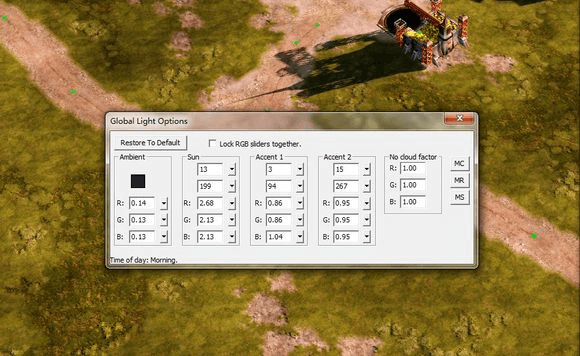 Global Light Options
Restore To Default
Lock RGB sliders together.
Ambient
Sun
Accent 1
Accent 2
No cloud factor
13
3
15
R: 1.00
MC
199
94
267
G: 1.00
MR
R: 0.14
R: 2.68
R: 0.86
R: 0.95
B: 1.00
MS
G: 0.13
G: 2.13
G: 0.86
G: 0.95
B: 0.13
B: 2.13
B: 1.04
B: 0.95
Time of day: Morning.